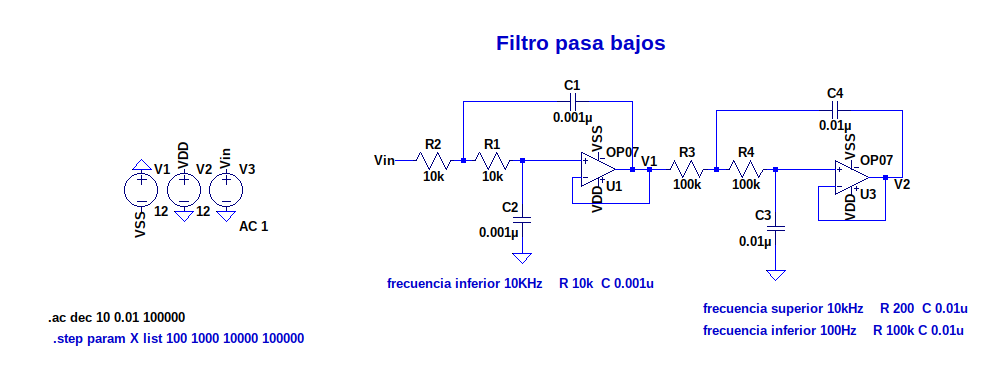 Filtro pasa bajos
C1
0.001µ
C4
0.01µ
VDD
Vin
V1
V2
V3
12
12
VSS
AC 1
Vin
R2
10k
R1
10k
VSS
OP07
U1
VDD
V1
C2
0.001µ
R3
100k
R4
100k
VSS
OP07
U3
VDD
V2
C3
0.01µ
frecuencia inferior 10KHz R 10k C 0.001u
frecuencia superior 10kHz R 200 C 0.01u
frecuencia inferior 100Hz R 100k C 0.01u
.ac dec 10 0.01 100000
.step param X list 100 1000 10000 100000